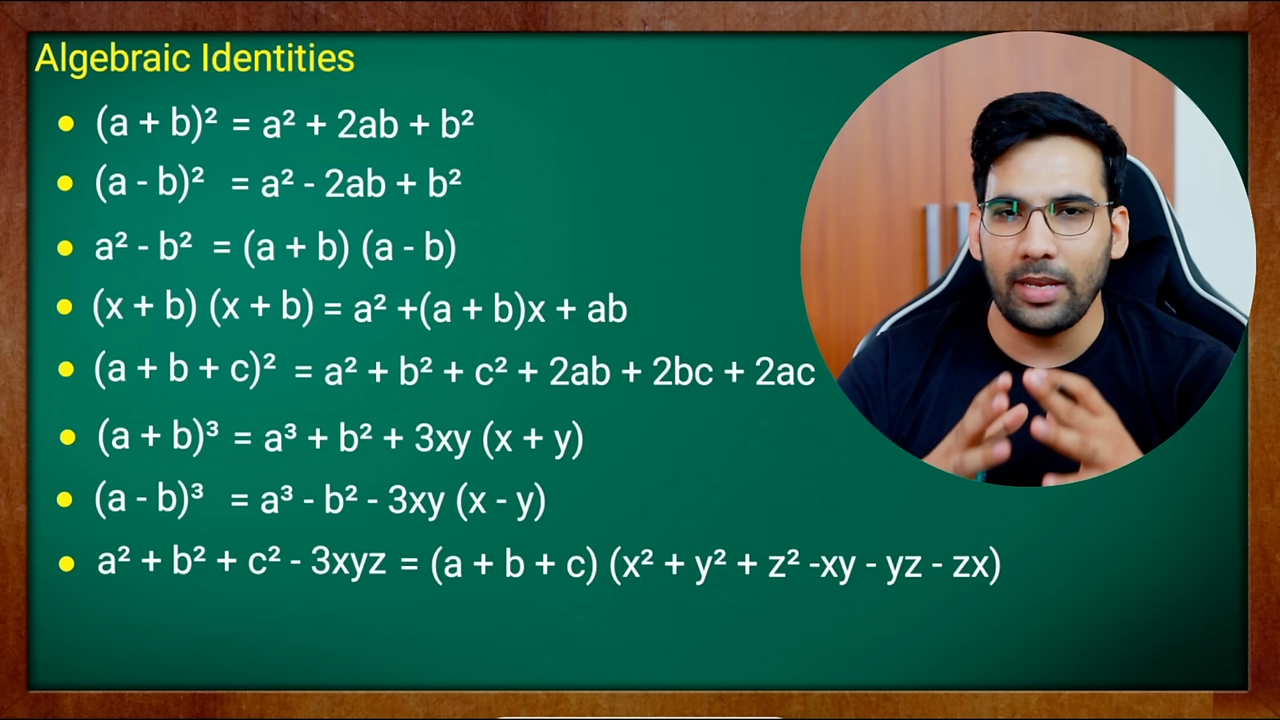 Algebraic Identities
• (a + b)² = a² + 2ab + b²
• (a - b)² = a² - 2ab + b²
• a² - b² = (a + b) (a - b)
• (x + b) (x + b) = a² +(a + b)x + ab
• (a + b + c)² = a² + b² + c² + 2ab + 2bc + 2ac
• (a + b)³ = a³ + b² + 3xy (x + y)
• (a - b)³ = a³ - b² - 3xy (x - y)
• a² + b² + c² - 3xyz = (a + b + c) (x² + y² + z² -xy - yz - zx)